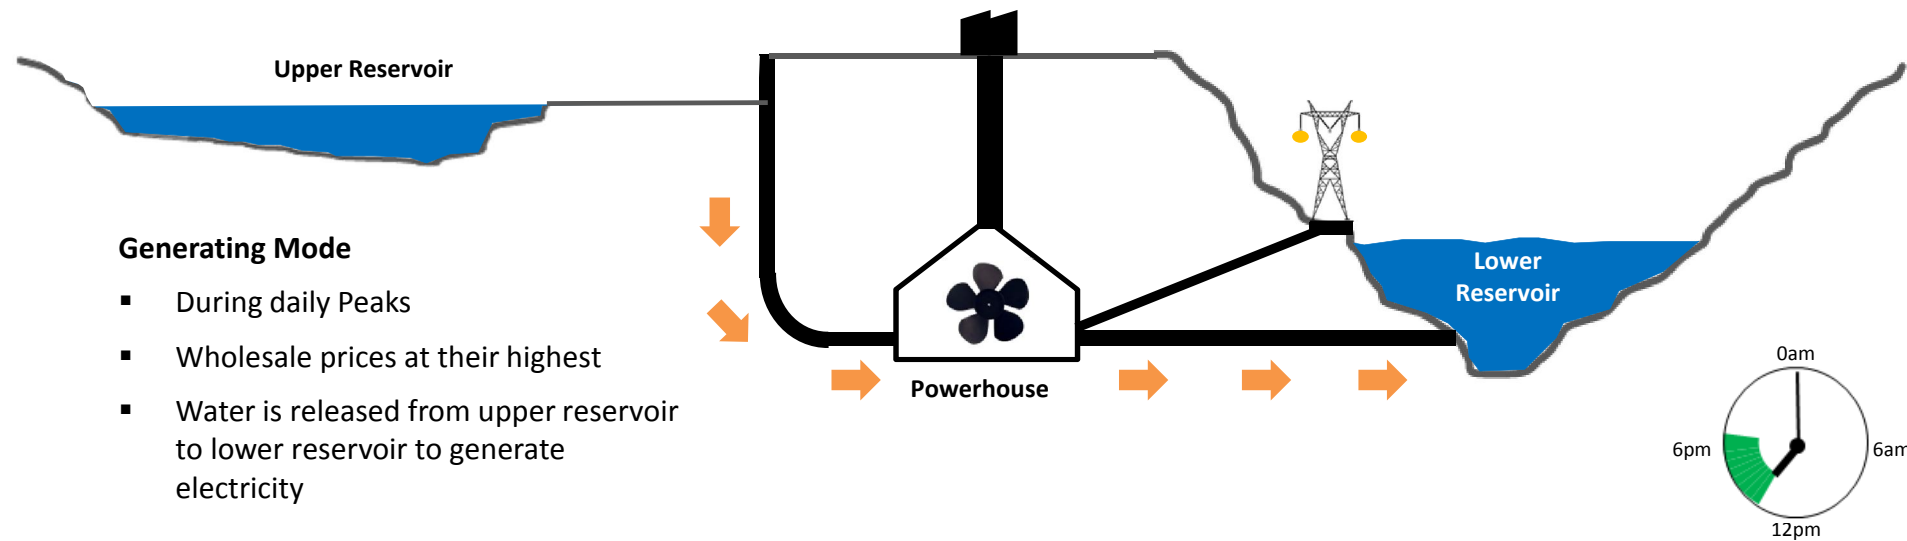 Upper Reservoir
Generating Mode
▪ During daily Peaks
▪ Wholesale prices at their highest
▪ Water is released from upper reservoir
to lower reservoir to generate
electricity
Powerhouse
Lower
Reservoir
0am
6pm
6am
12pm